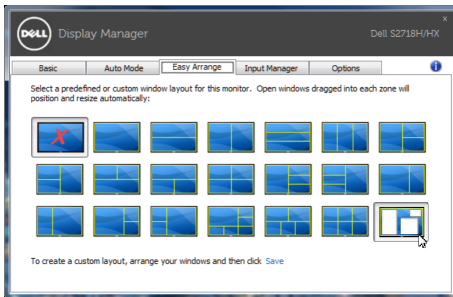 DELL Display Manager
x
Dell S2718H/HX
Basic Auto Mode Easy Arrange Input Manager Options i
Select a predefined or custom window layout for this monitor. Open windows dragged into each zone will
position and resize automatically:
X
To create a custom layout, arrange your windows and then click Save